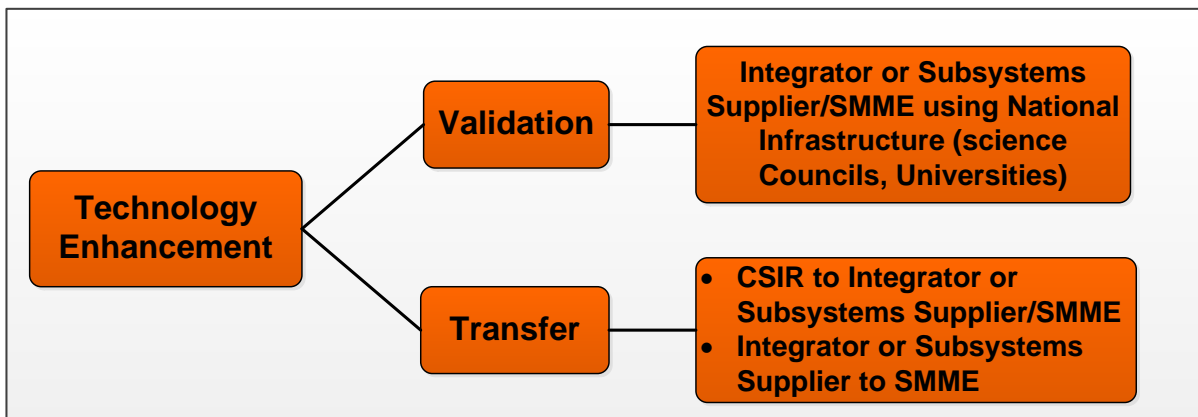 Technology
Enhancement
Validation
Integrator or Subsystems
Supplier/SMME using National
Infrastructure (science
Councils, Universities)
Transfer
• CSIR to Integrator or
Subsystems Supplier/SMME
• Integrator or Subsystems
Supplier to SMME